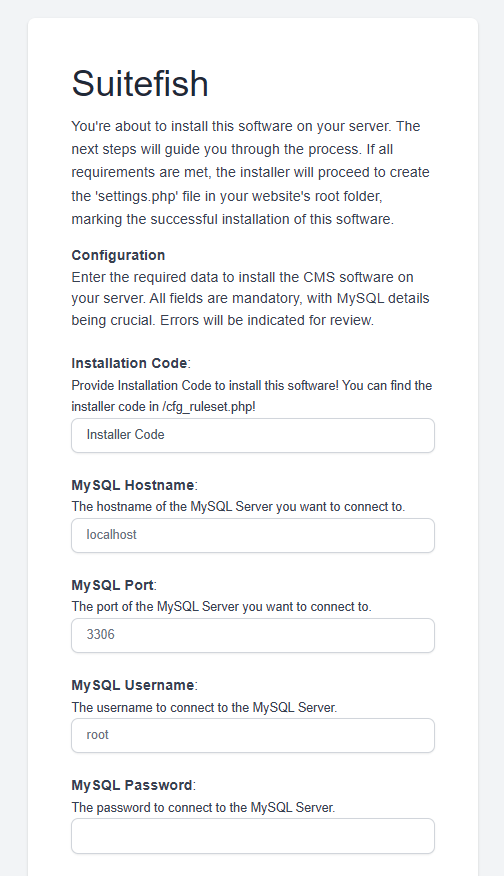 Suitefish
You're about to install this software on your server. The
next steps will guide you through the process. If all
requirements are met, the installer will proceed to create
the 'settings.php' file in your website's root folder,
marking the successful installation of this software.
Configuration
Enter the required data to install the CMS software on
your server. All fields are mandatory, with MySQL details
being crucial. Errors will be indicated for review.
Installation Code:
Provide Installation Code to install this software! You can find the
installer code in /cfg_ruleset.php!
Installer Code
MySQL Hostname:
The hostname of the MySQL Server you want to connect to.
localhost
MySQL Port:
The port of the MySQL Server you want to connect to.
3306
MySQL Username:
The username to connect to the MySQL Server.
root
MySQL Password:
The password to connect to the MySQL Server.